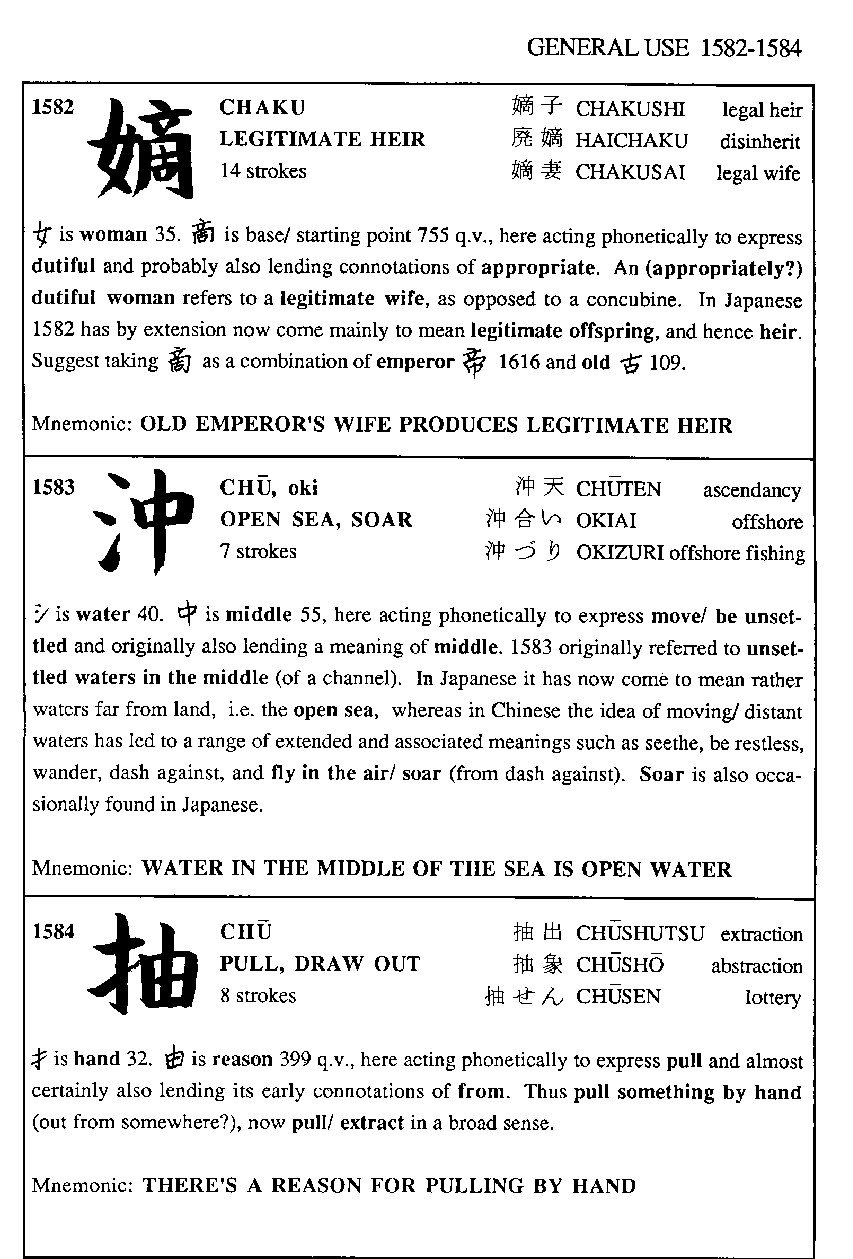 GENERAL USE 1582-1584
1582 嫡 CHAKU 嫡子 CHAKUSHI legal heir
LEGITIMATE HEIR 廃嫡 HAICHAKU disinherit
14 strokes 嫡妻 CHAKUSAI legal wife
女 is woman 35. 啇 is base/ starting point 755 q.v., here acting phonetically to express
dutiful and probably also lending connotations of appropriate. An (appropriately?)
dutiful woman refers to a legitimate wife, as opposed to a concubine. In Japanese
1582 has by extension now come mainly to mean legitimate offspring, and hence heir.
Suggest taking 啇 as a combination of emperor 帝 1616 and old 古 109.
Mnemonic: OLD EMPEROR'S WIFE PRODUCES LEGITIMATE HEIR
1583 沖 CHŪ, oki 沖天 CHŪTEN ascendancy
OPEN SEA, SOAR 沖合い OKIAI offshore
7 strokes 沖づり OKIZURI offshore fishing
氵 is water 40. 中 is middle 55, here acting phonetically to express move/ be unset-
tled and originally also lending a meaning of middle. 1583 originally referred to unset-
tled waters in the middle (of a channel). In Japanese it has now come to mean rather
waters far from land, i.e. the open sea, whereas in Chinese the idea of moving/ distant
waters has led to a range of extended and associated meanings such as seethe, be restless,
wander, dash against, and fly in the air/ soar (from dash against). Soar is also occa-
sionally found in Japanese.
Mnemonic: WATER IN THE MIDDLE OF THE SEA IS OPEN WATER
1584 抽 CHŪ 抽出 CHŪSHUTSU extraction
PULL, DRAW OUT 抽象 CHŪSHŌ abstraction
8 strokes 抽せん CHŪSEN lottery
扌 is hand 32. 由 is reason 399 q.v., here acting phonetically to express pull and almost
certainly also lending its early connotations of from. Thus pull something by hand
(out from somewhere?), now pull/ extract in a broad sense.
Mnemonic: THERE'S A REASON FOR PULLING BY HAND